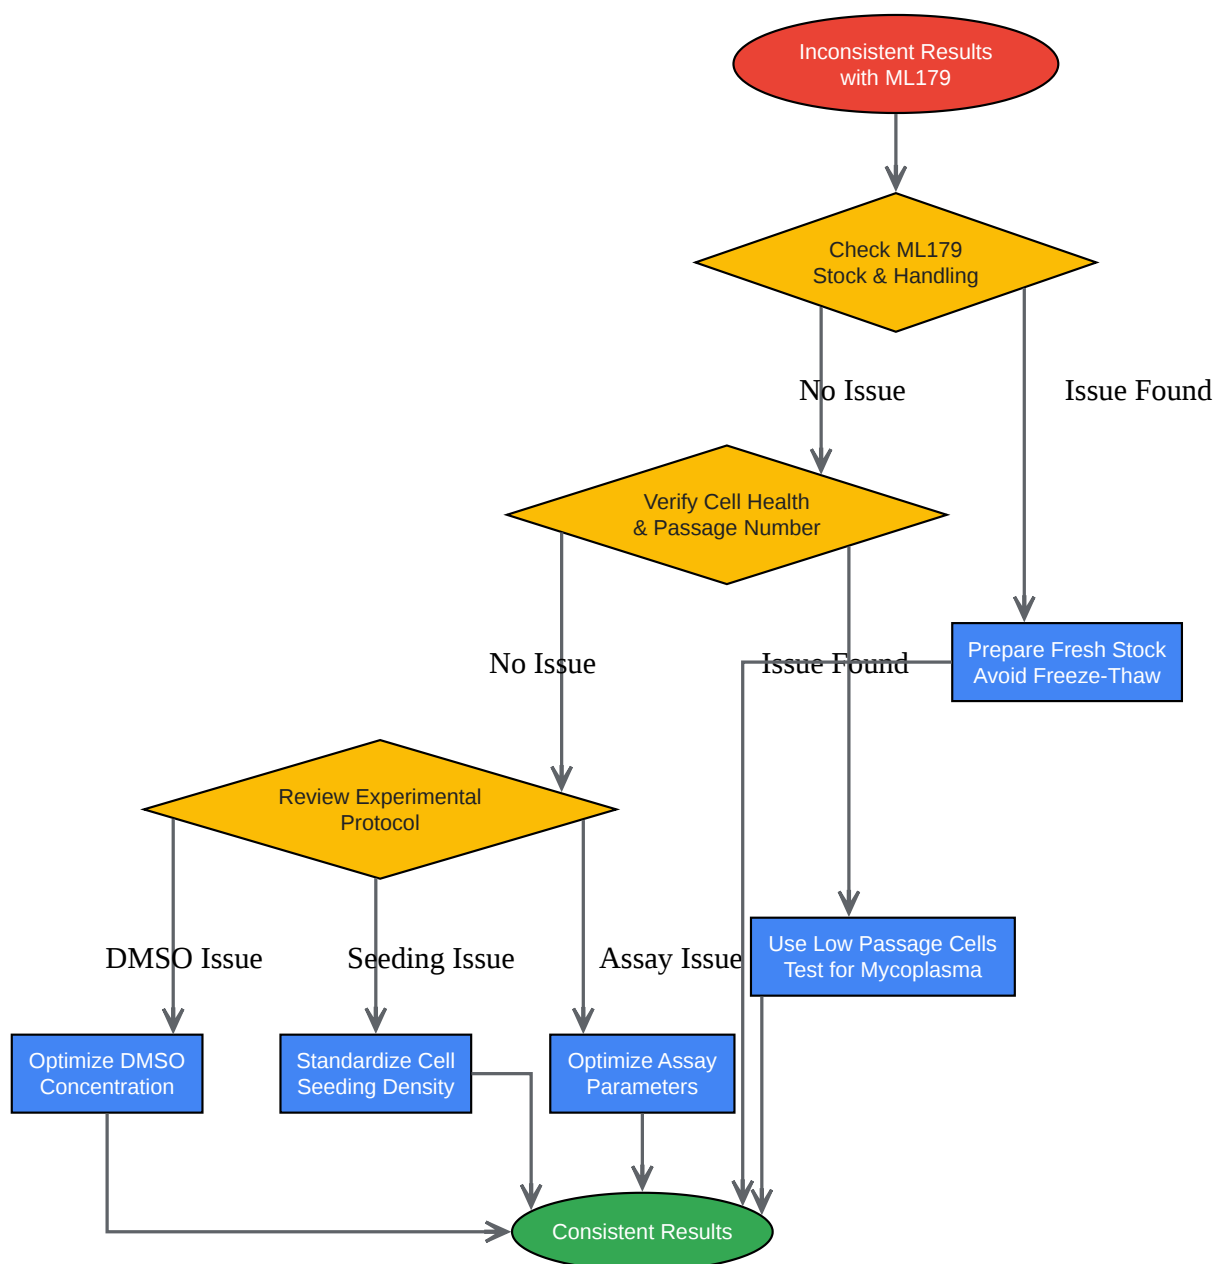 Inconsistent Results
with ML179
Check ML179
Stock & Handling
No Issue
Issue Found
Verify Cell Health
& Passage Number
No Issue
Issue Found
Prepare Fresh Stock
Avoid Freeze-Thaw
Review Experimental
Protocol
DMSO Issue
Seeding Issue
Assay Issue
Use Low Passage Cells
Test for Mycoplasma
Optimize DMSO
Concentration
Standardize Cell
Seeding Density
Optimize Assay
Parameters
Consistent Results